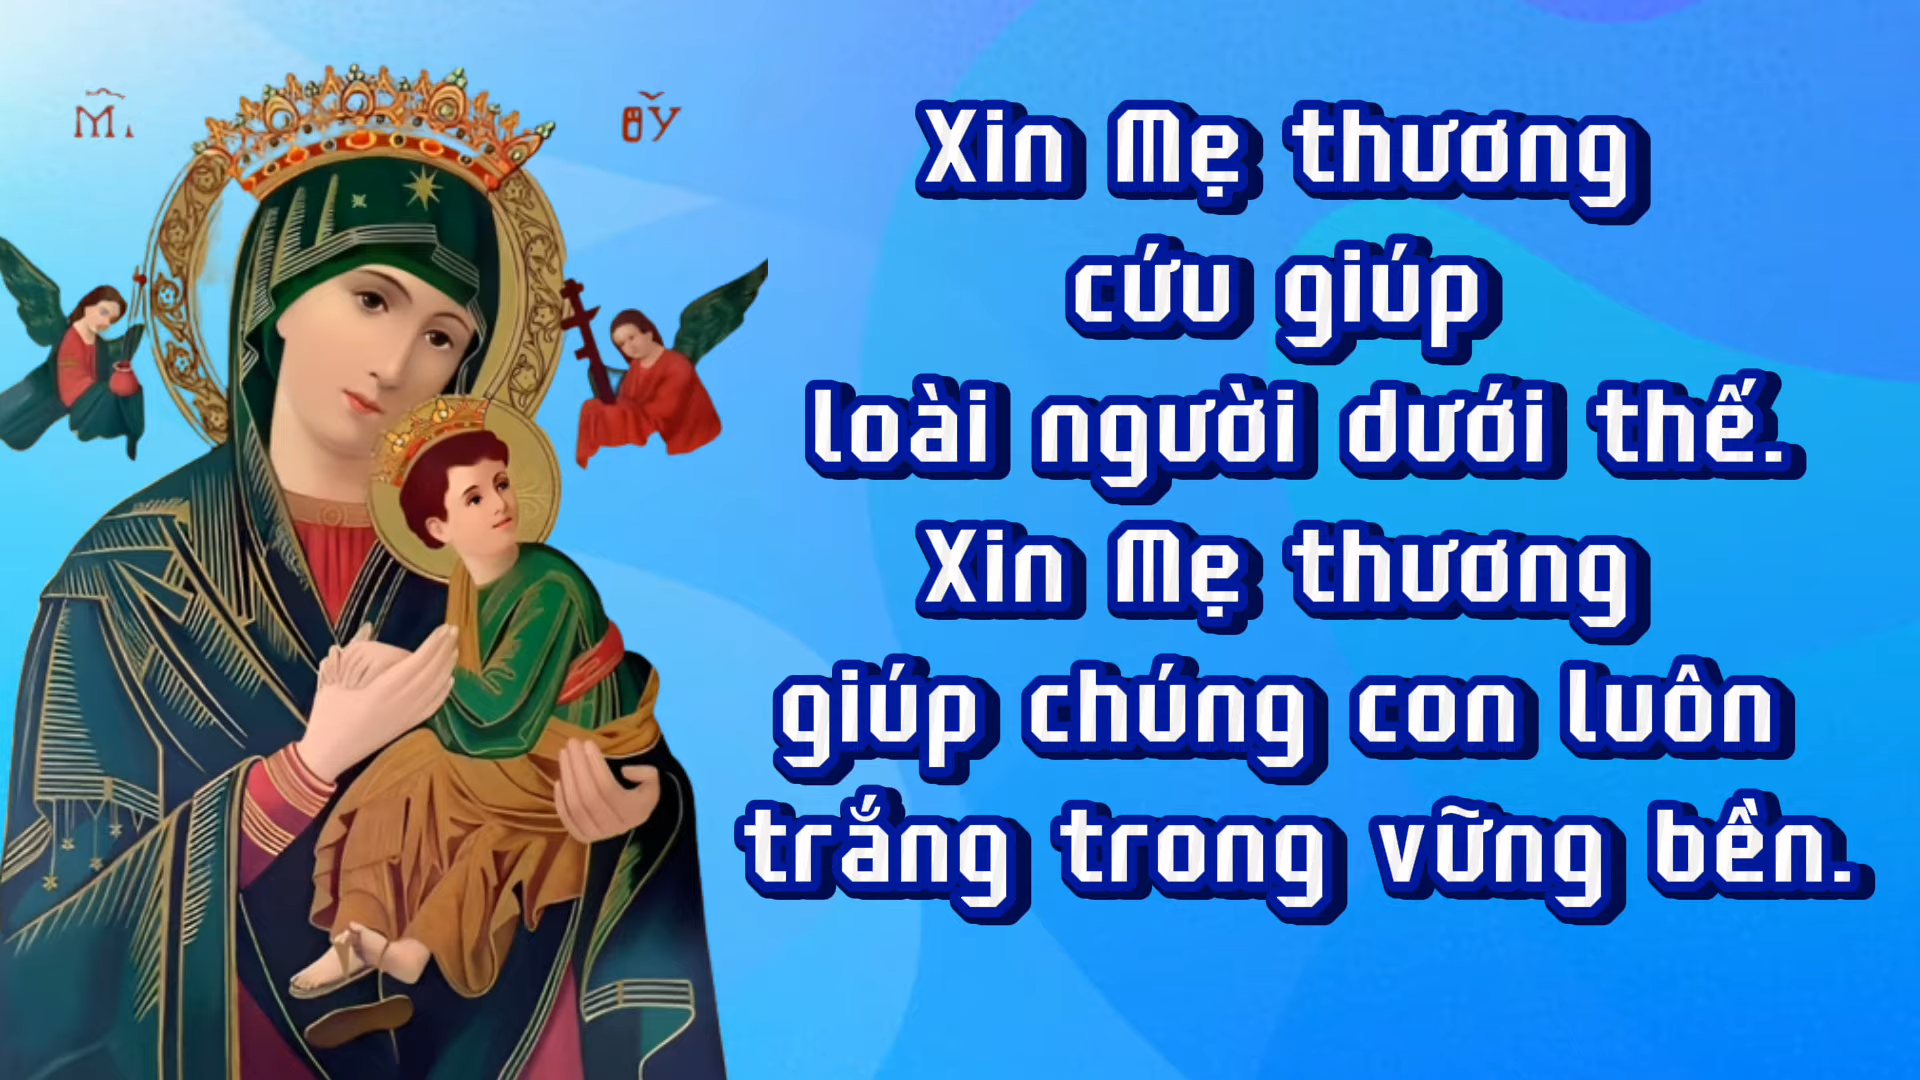 Xin Mẹ thương
cứu giúp
loài người dưới thế.
Xin Mẹ thương
giúp chúng con luôn
trắng trong vững bền.